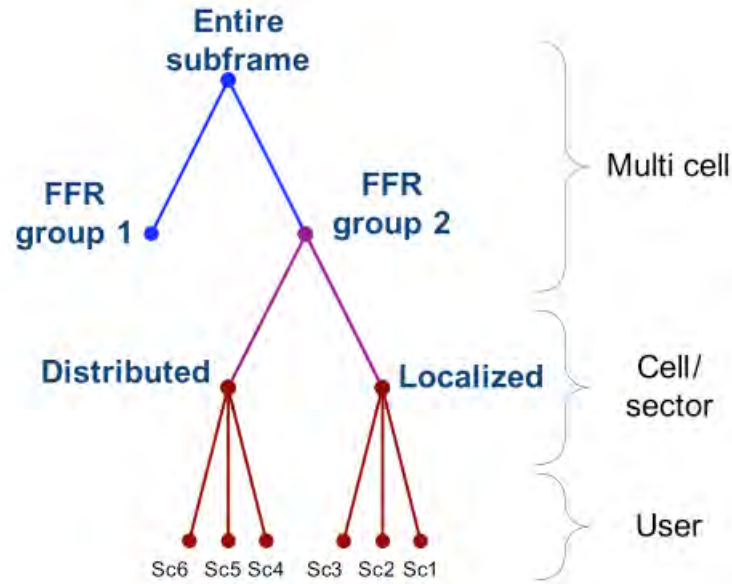 Entire
subframe
Multi cell
FFR
group 1
FFR
group 2
Distributed
Localized
Cell/
sector
User
Sc6 Sc5 Sc4 Sc3 Sc2 Sc1